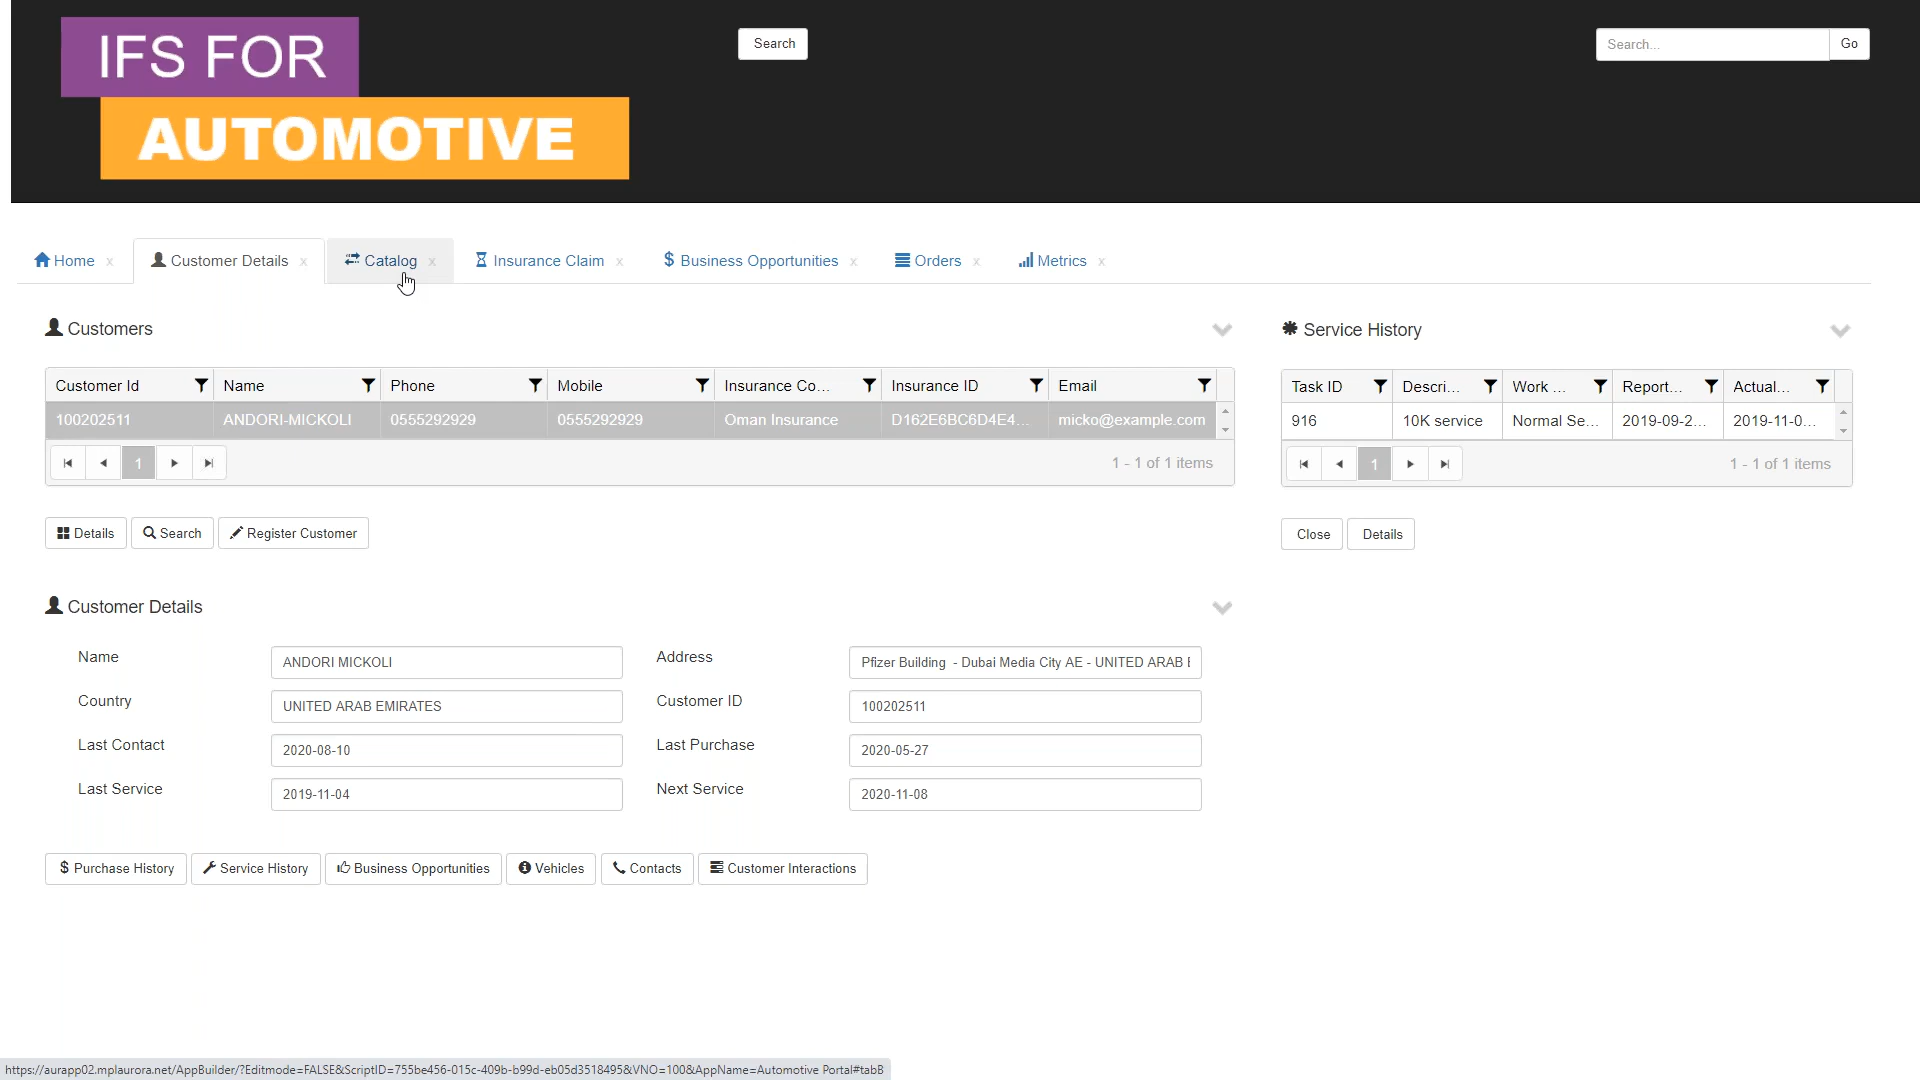 IFS FOR
AUTOMOTIVE
Search
Search...
Go
Home x
Customer Details x
Catalog x
Insurance Claim x
$ Business Opportunities x
Orders x
Metrics x
Customers
Customer Id Name Phone Mobile Insurance Co... Insurance ID Email
100202511 ANDORI-MICKOLI 0555292929 0555292929 Oman Insurance D162E6BC6D4E4... micko@example.com
1
1 - 1 of 1 items
Details
Search
Register Customer
Service History
Task ID Descri... Work ... Report... Actual...
916 10K service Normal Se... 2019-09-2... 2019-11-0...
1
1 - 1 of 1 items
Close
Details
Customer Details
Name ANDORI MICKOLI
Address Pfizer Building - Dubai Media City AE - UNITED ARAB
Country UNITED ARAB EMIRATES
Customer ID 100202511
Last Contact 2020-08-10
Last Purchase 2020-05-27
Last Service 2019-11-04
Next Service 2020-11-08
$ Purchase History
Service History
Business Opportunities
Vehicles
Contacts
Customer Interactions
https://aurapp02.mplaurora.net/AppBuilder/?Editmode=FALSE&ScriptID=755be456-015c-409b-b99d-eb05d3518495&VNO=100&AppName=Automotive Portal#tab8